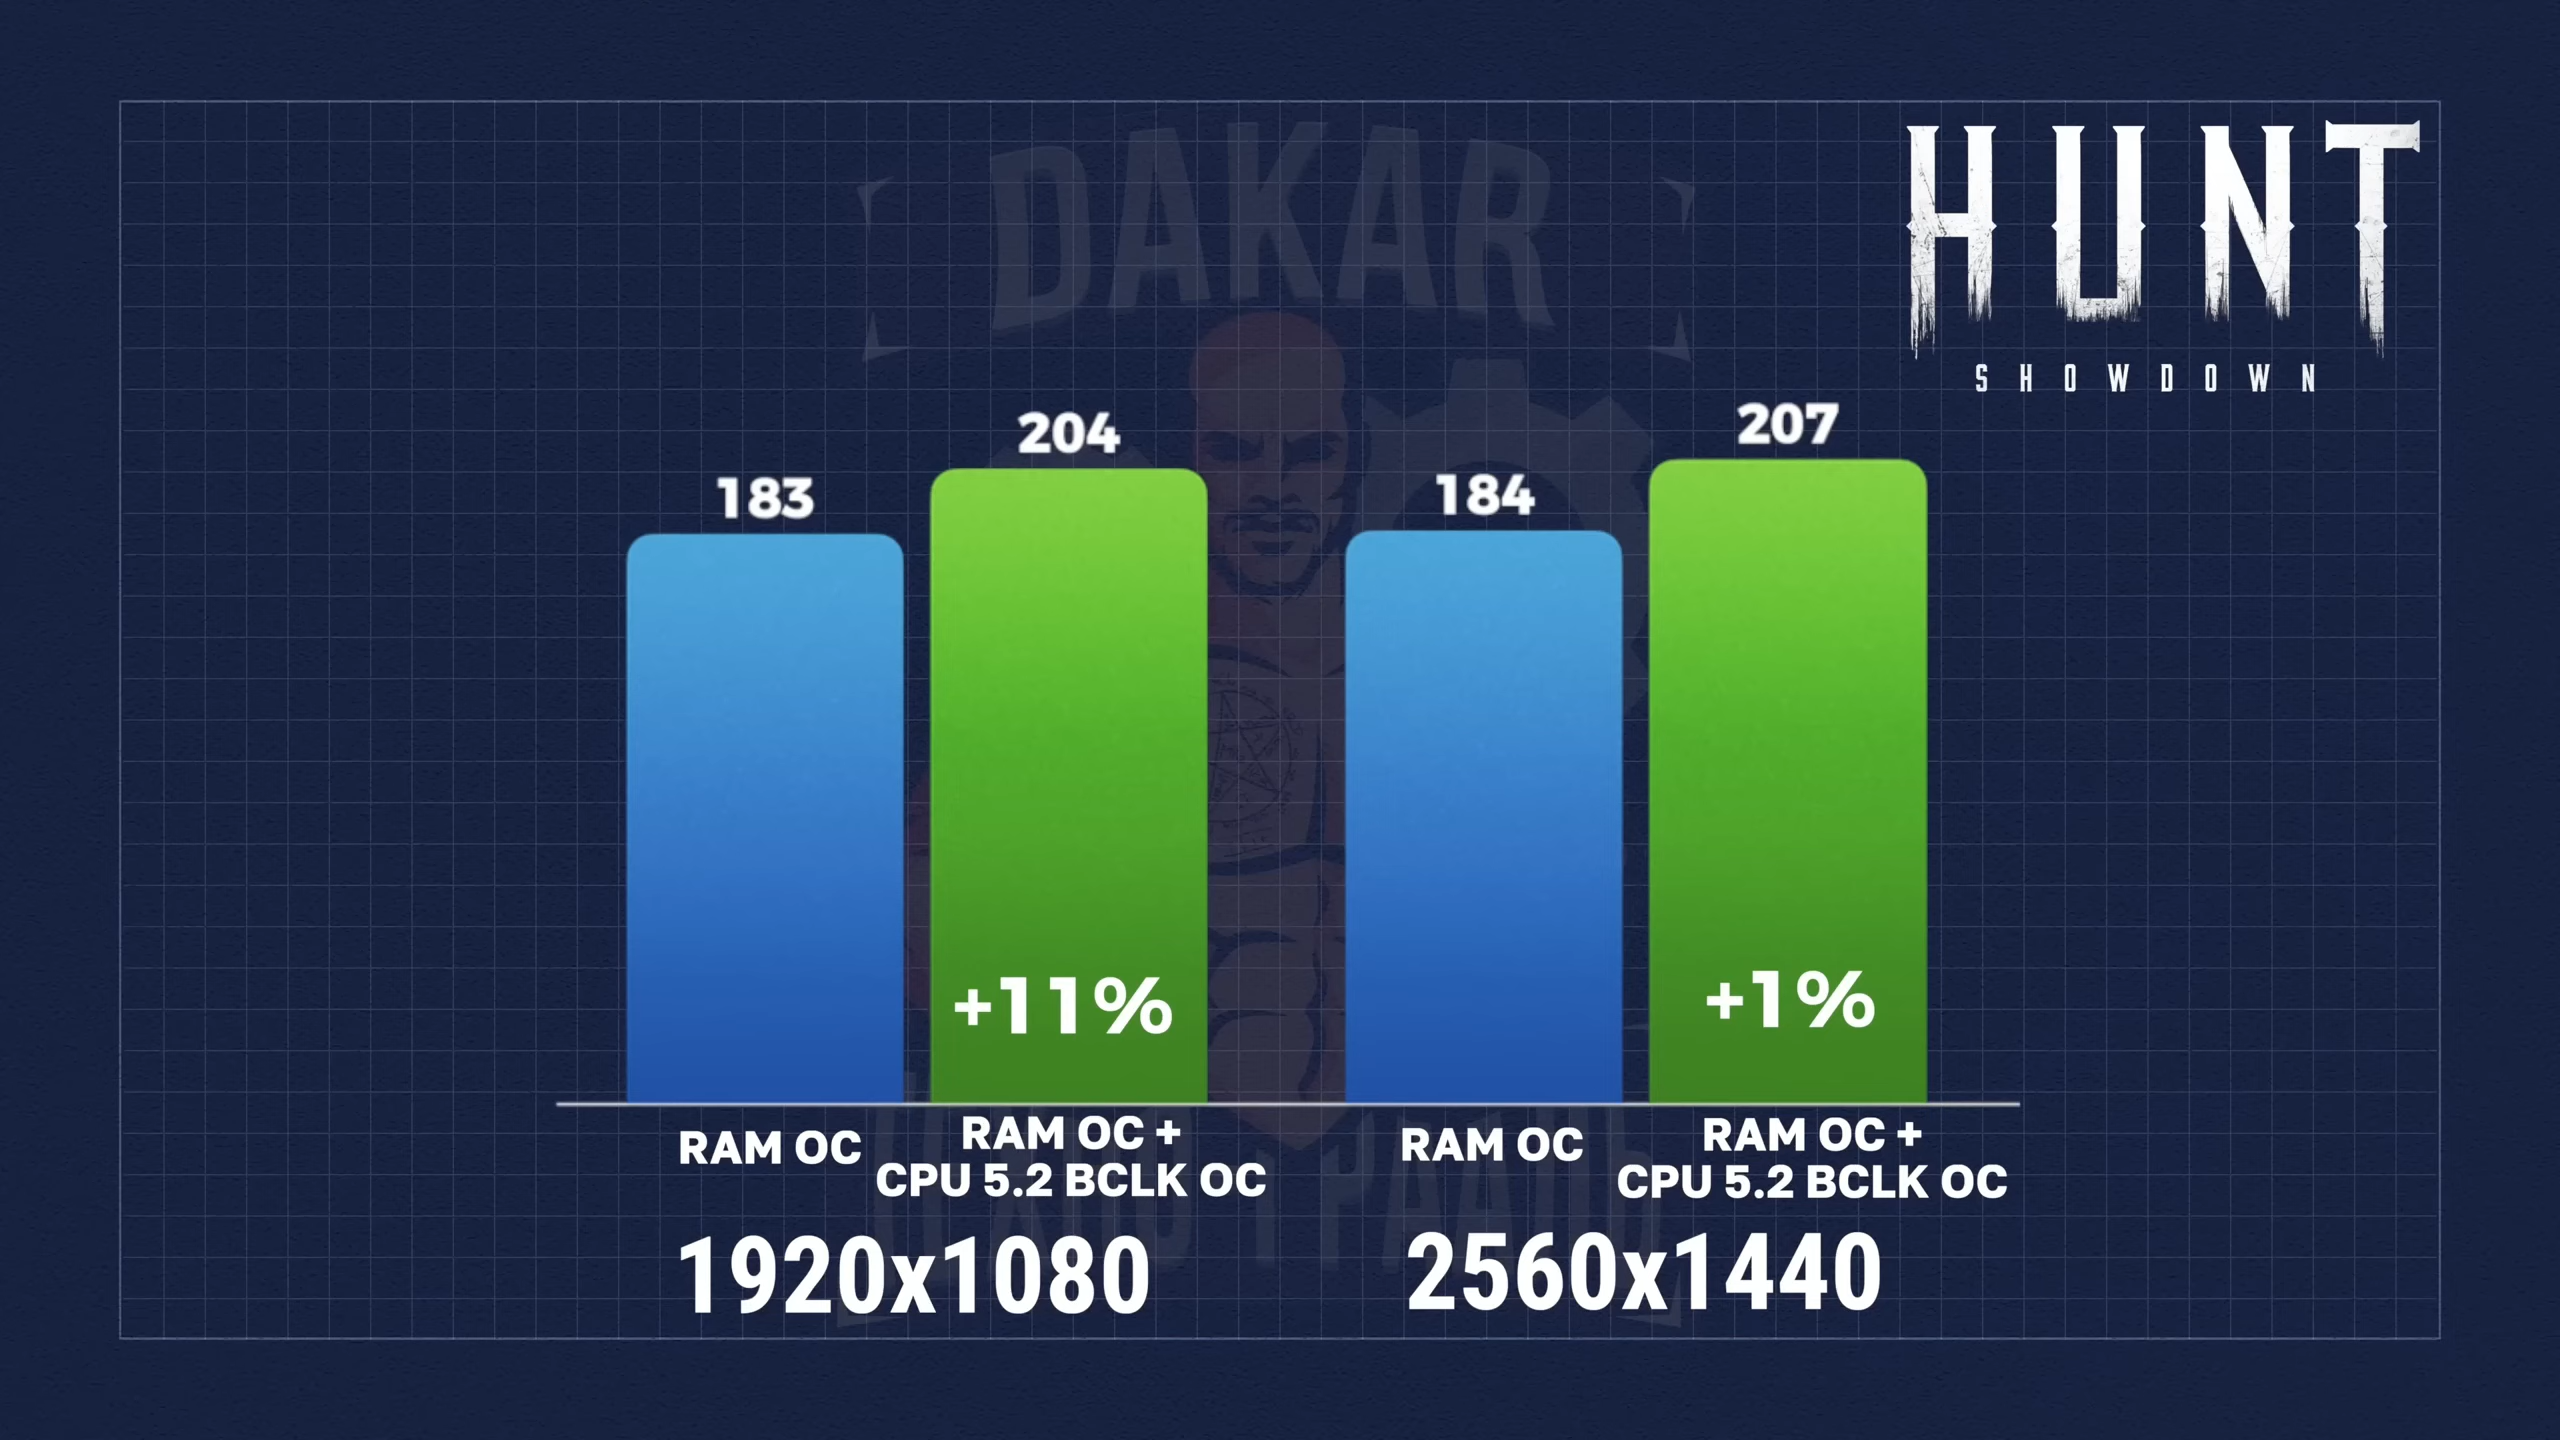 DAKAR
HUNT
SHOWDOWN
183
204
184
207
+11%
+1%
RAM OC
RAM OC +
CPU 5.2 BCLK OC
RAM OC
RAM OC +
CPU 5.2 BCLK OC
1920x1080
2560x1440